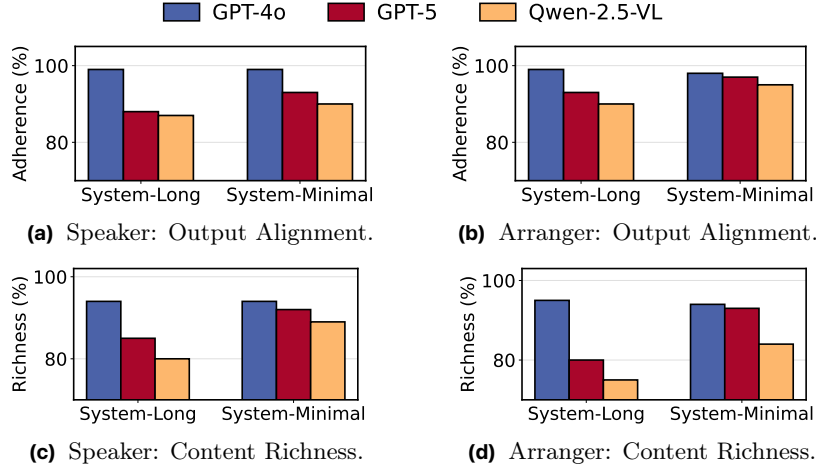 GPT-4o GPT-5 Qwen-2.5-VL
Adherence (%)
100
80
System-Long System-Minimal
(a) Speaker: Output Alignment.
Adherence (%)
100
80
System-Long System-Minimal
(b) Arranger: Output Alignment.
Richness (%)
100
80
System-Long System-Minimal
(c) Speaker: Content Richness.
Richness (%)
100
80
System-Long System-Minimal
(d) Arranger: Content Richness.